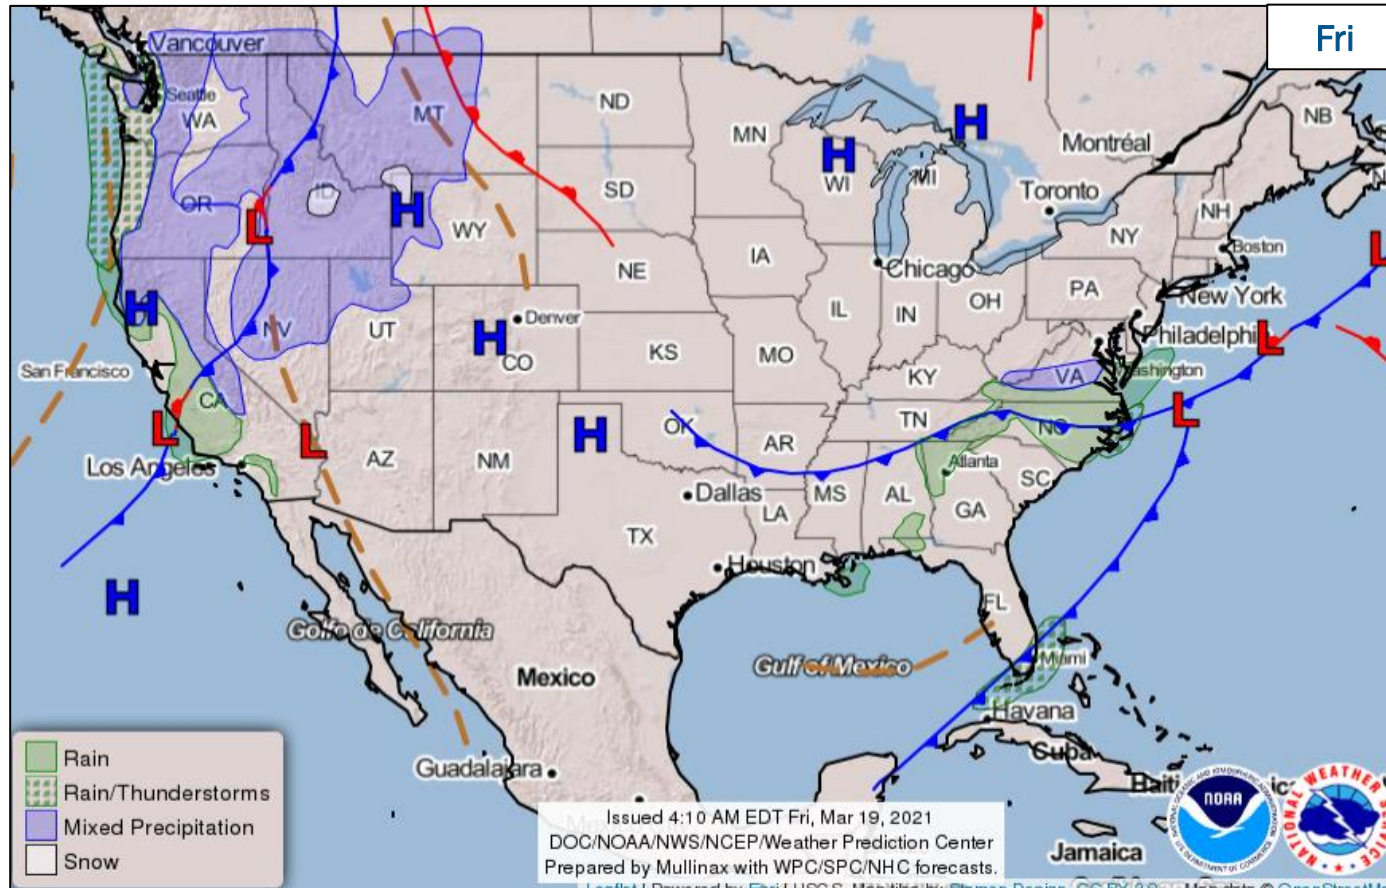 Fri
Vancouver
Seattle
WA
MT
ND
MN
Montréal
NB
OR
ID
SD
WI
MI
Toronto
NH
WY
NY
Boston
IA
NE
Chicago
PA
New York
NV
UT
Denver
CO
IL
IN
OH
Philadelphi
San Francisco
KS
MO
KY
VA
Washington
CA
OK
TN
NC
Los Angeles
AZ
NM
AR
Atlanta
SC
Dallas
MS
AL
GA
LA
TX
Houston
FL
Golfo de California
Gulf of Mexico
Miami
Mexico
Havana
Cuba
Guadalajara
Haiti
Jamaica
H
H
H
H
H
H
H
L
L
L
L
L
L
Rain
Rain/Thunderstorms
Mixed Precipitation
Snow
Issued 4:10 AM EDT Fri, Mar 19, 2021
DOC/NOAA/NWS/NCEP/Weather Prediction Center
Prepared by Mullinax with WPC/SPC/NHC forecasts.
NOAA
NATIONAL WEATHER SERVICE